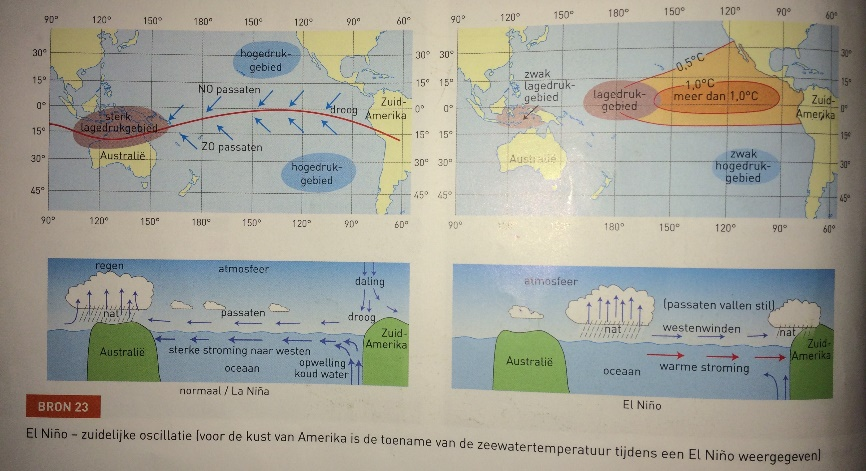 90° 120° 150° 180° 150° 120° 90° 60°
30°
15°
0°
15°
30°
45°
hogedruk-
gebied
NO passaten
droog
Zuid-
Amerika
sterk
lagedrukgebied
Australië
ZO passaten
hogedruk-
gebied
30°
15°
0°
15°
30°
45°
90° 120° 150° 180° 150° 120° 90° 60°
90° 120° 150° 180° 150° 120° 90° 60°
30°
15°
0°
15°
30°
45°
zwak
lagedruk-
gebied
0,5°C
1,0°C
meer dan 1,0°C
lagedruk-
gebied
Zuid-
Amerika
Australië
zwak
hogedruk-
gebied
15°
0°
15°
30°
45°
90° 180° 150° 120° 90° 60°
regen
atmosfeer
daling
nat
passaten
droog
Zuid-
Amerika
Australië
sterke stroming naar westen
oceaan
opwelling
koud water
normaal / La Niña
atmosfeer
(passaten vallen stil)
nat
westenwinden
nat
Zuid-
Amerika
Australië
oceaan
warme stroming
El Niño
BRON 23
El Niño – zuidelijke oscillatie (voor de kust van Amerika is de toename van de zeewatertemperatuur tijdens een El Niño weergegeven)